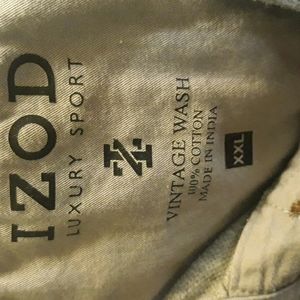 IZOD
LUXURY SPORT
VINTAGE WASH
100% COTTON
MADE IN INDIA
XXL